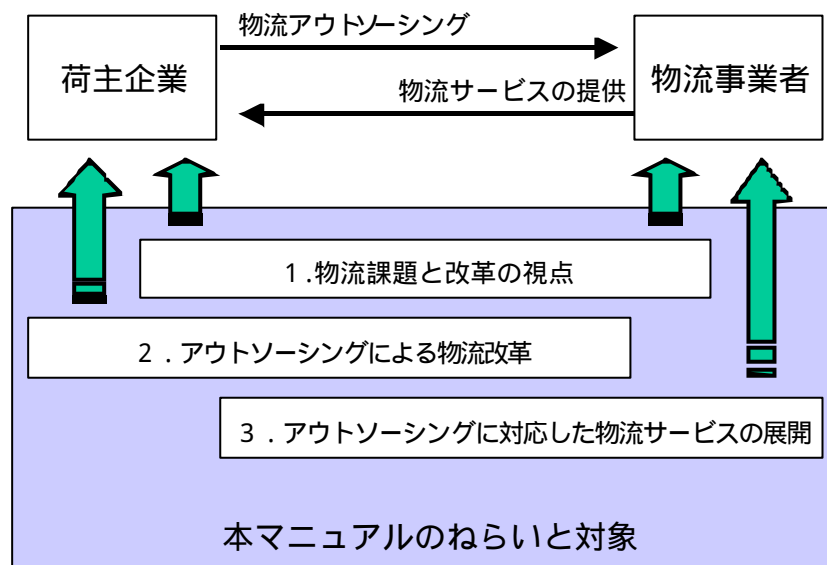 物流アウトソーシング
荷主企業
物流事業者
物流サービスの提供
1.物流課題と改革の視点
2.アウトソーシングによる物流改革
3.アウトソーシングに対応した物流サービスの展開
本マニュアルのねらいと対象